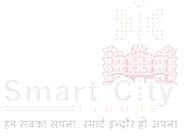 Smart City
INDORE
हम सबका सपना. स्मार्ट इन्दौर हो अपना